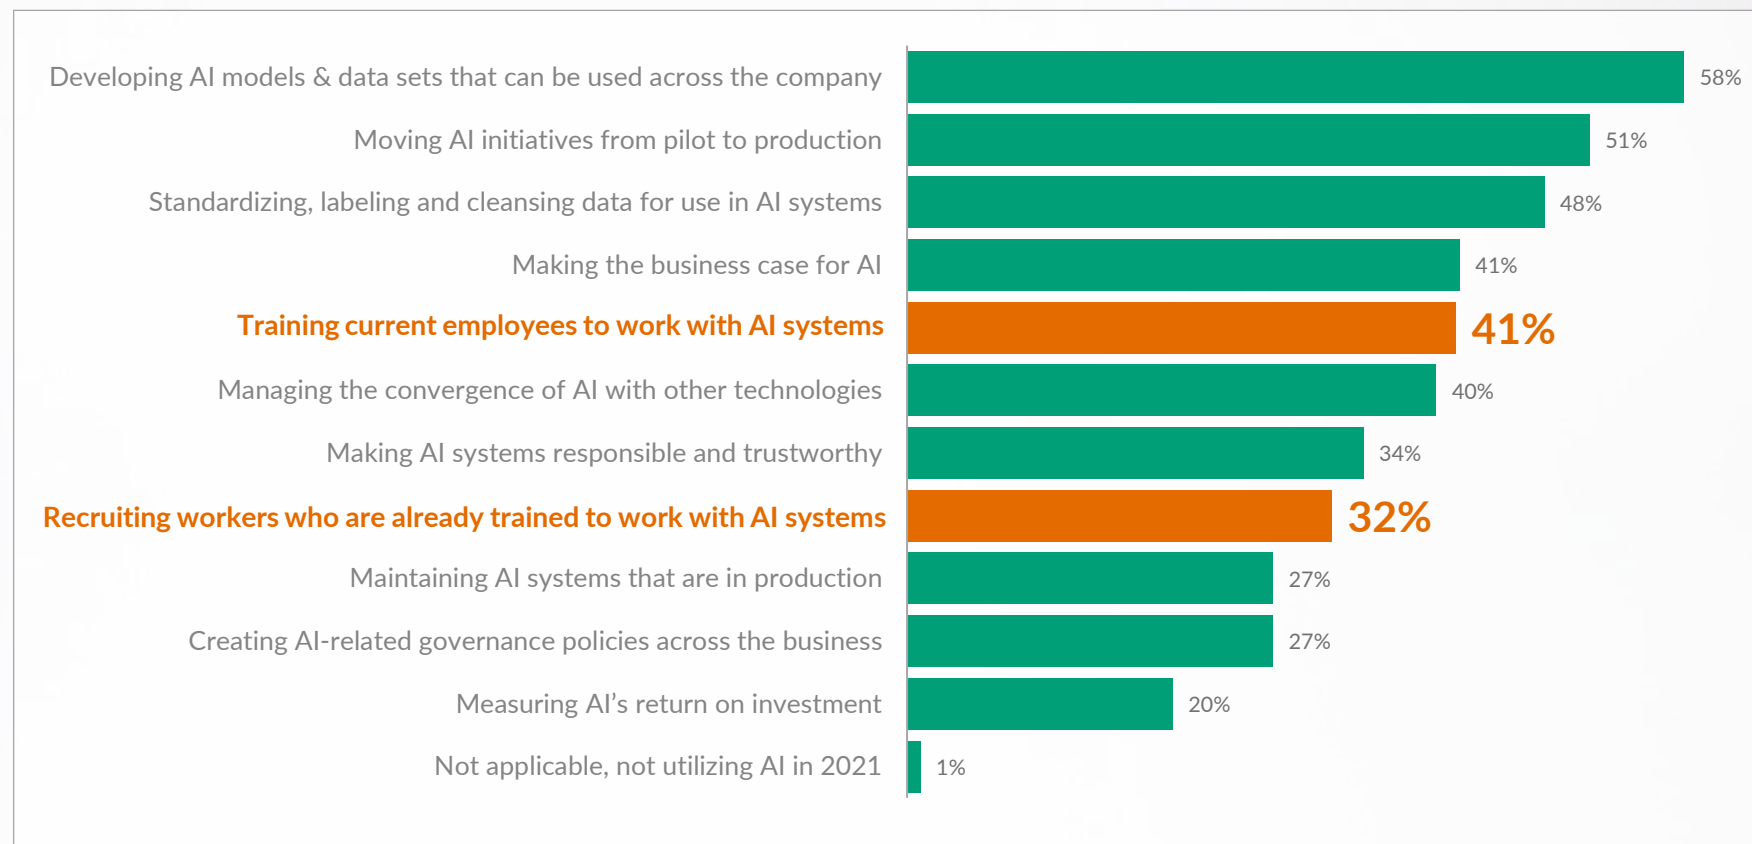 Developing AI models & data sets that can be used across the company 58%
Moving AI initiatives from pilot to production 51%
Standardizing, labeling and cleansing data for use in AI systems 48%
Making the business case for AI 41%
Training current employees to work with AI systems 41%
Managing the convergence of AI with other technologies 40%
Making AI systems responsible and trustworthy 34%
Recruiting workers who are already trained to work with AI systems 32%
Maintaining AI systems that are in production 27%
Creating AI-related governance policies across the business 27%
Measuring AI’s return on investment 20%
Not applicable, not utilizing AI in 2021 1%